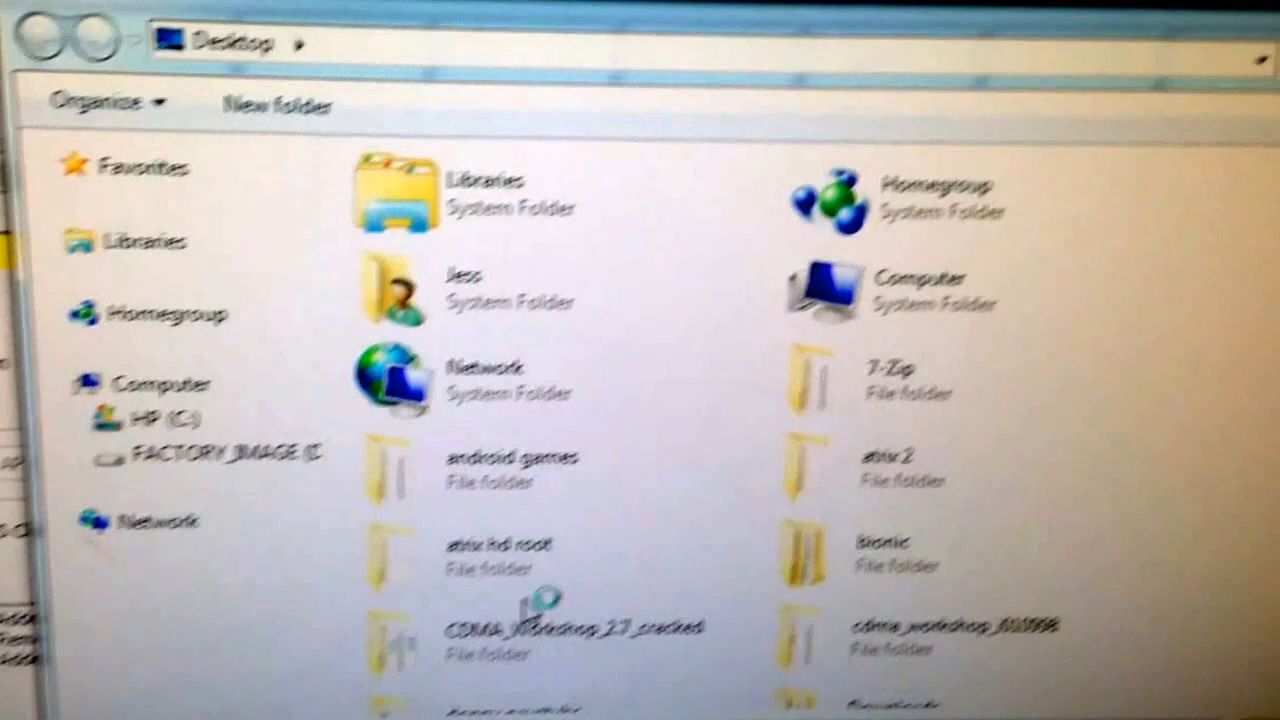 Desktop
Organize
New folder
Favorites
Libraries
Homegroup
Computer
HP (C:)
FACTORY_IMAGE (D
Network
Libraries
System Folder
Homegroup
System Folder
Jess
System Folder
Computer
System Folder
Network
System Folder
7-Zip
File folder
android games
File folder
atrix 2
File folder
atrix hd root
File folder
bionic
File folder
CDMA_Workshop_2.7_cracked
File folder
File folder